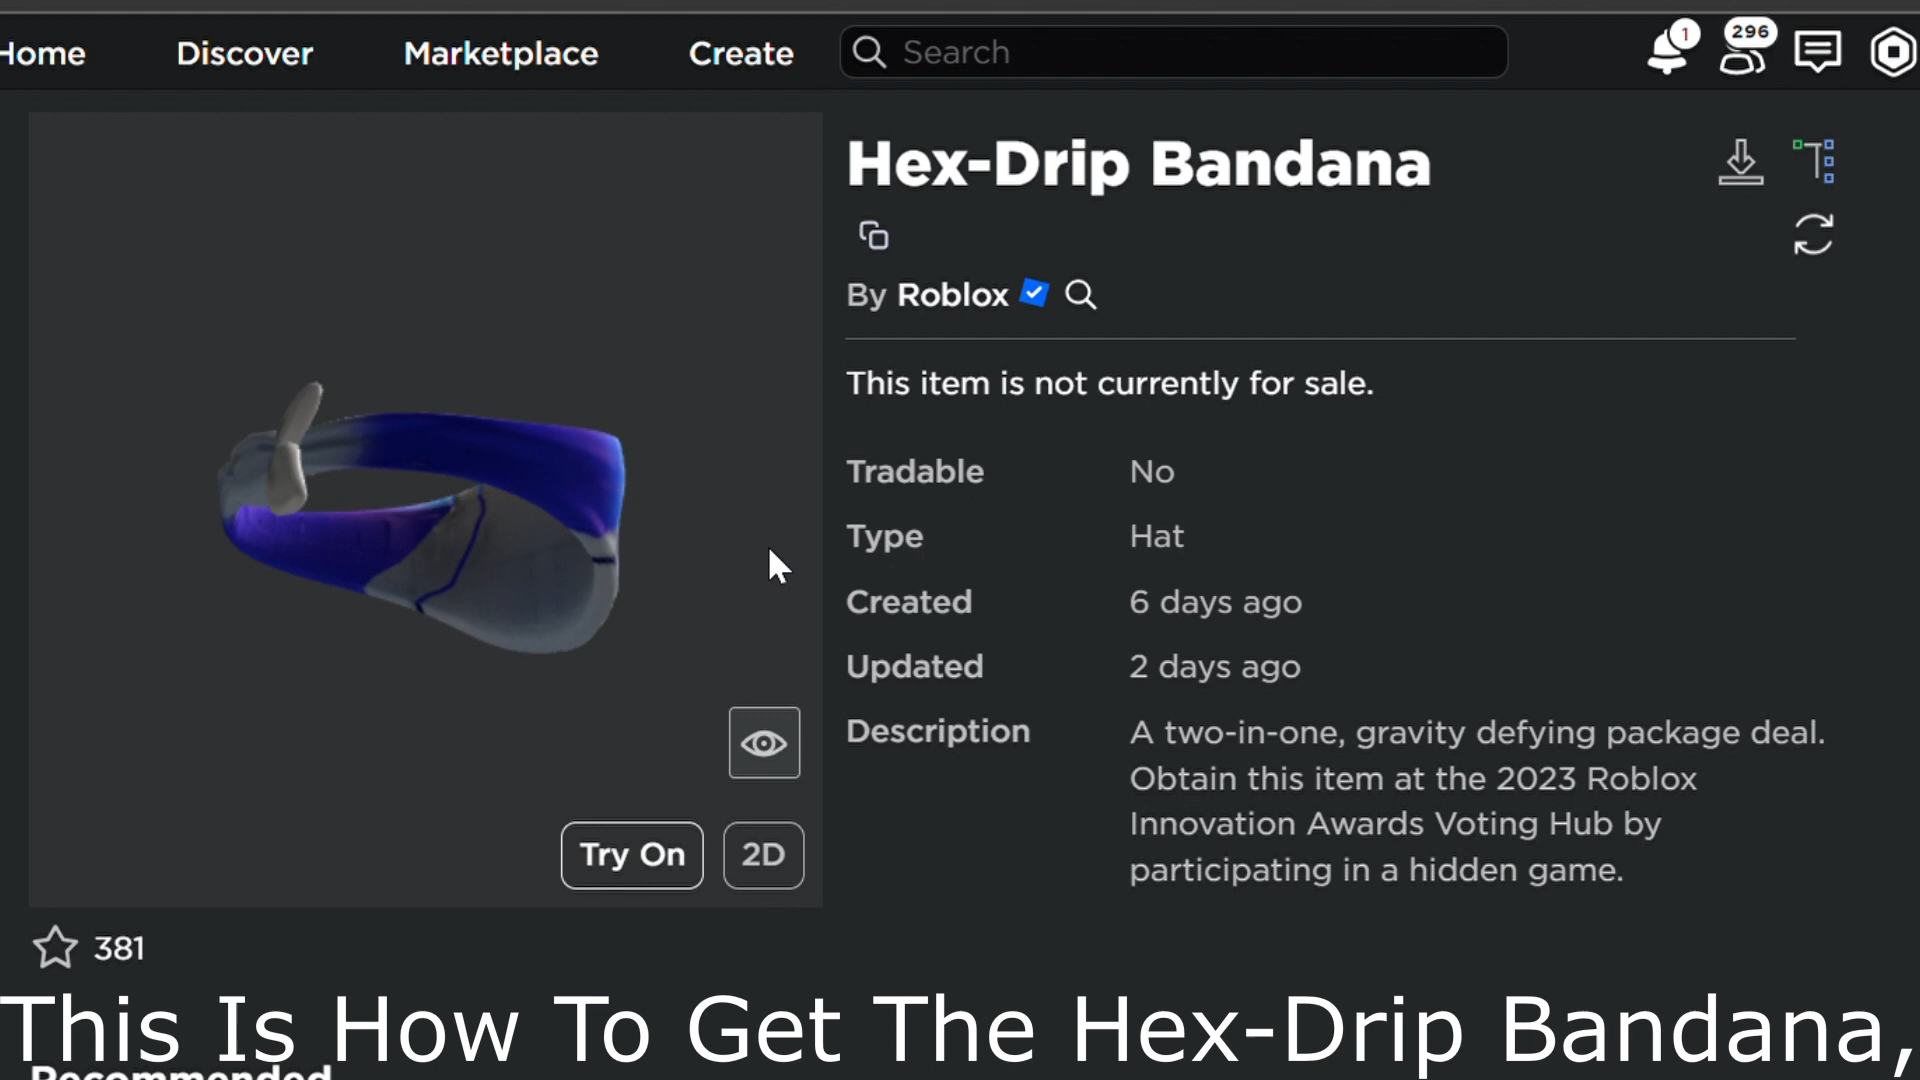 Home Discover Marketplace Create Search 1 296
Hex-Drip Bandana
By Roblox
This item is not currently for sale.
Tradable No
Type Hat
Created 6 days ago
Updated 2 days ago
Description A two-in-one, gravity defying package deal.
Obtain this item at the 2023 Roblox
Innovation Awards Voting Hub by
participating in a hidden game.
Try On 2D
381
This Is How To Get The Hex-Drip Bandana,
Recommended